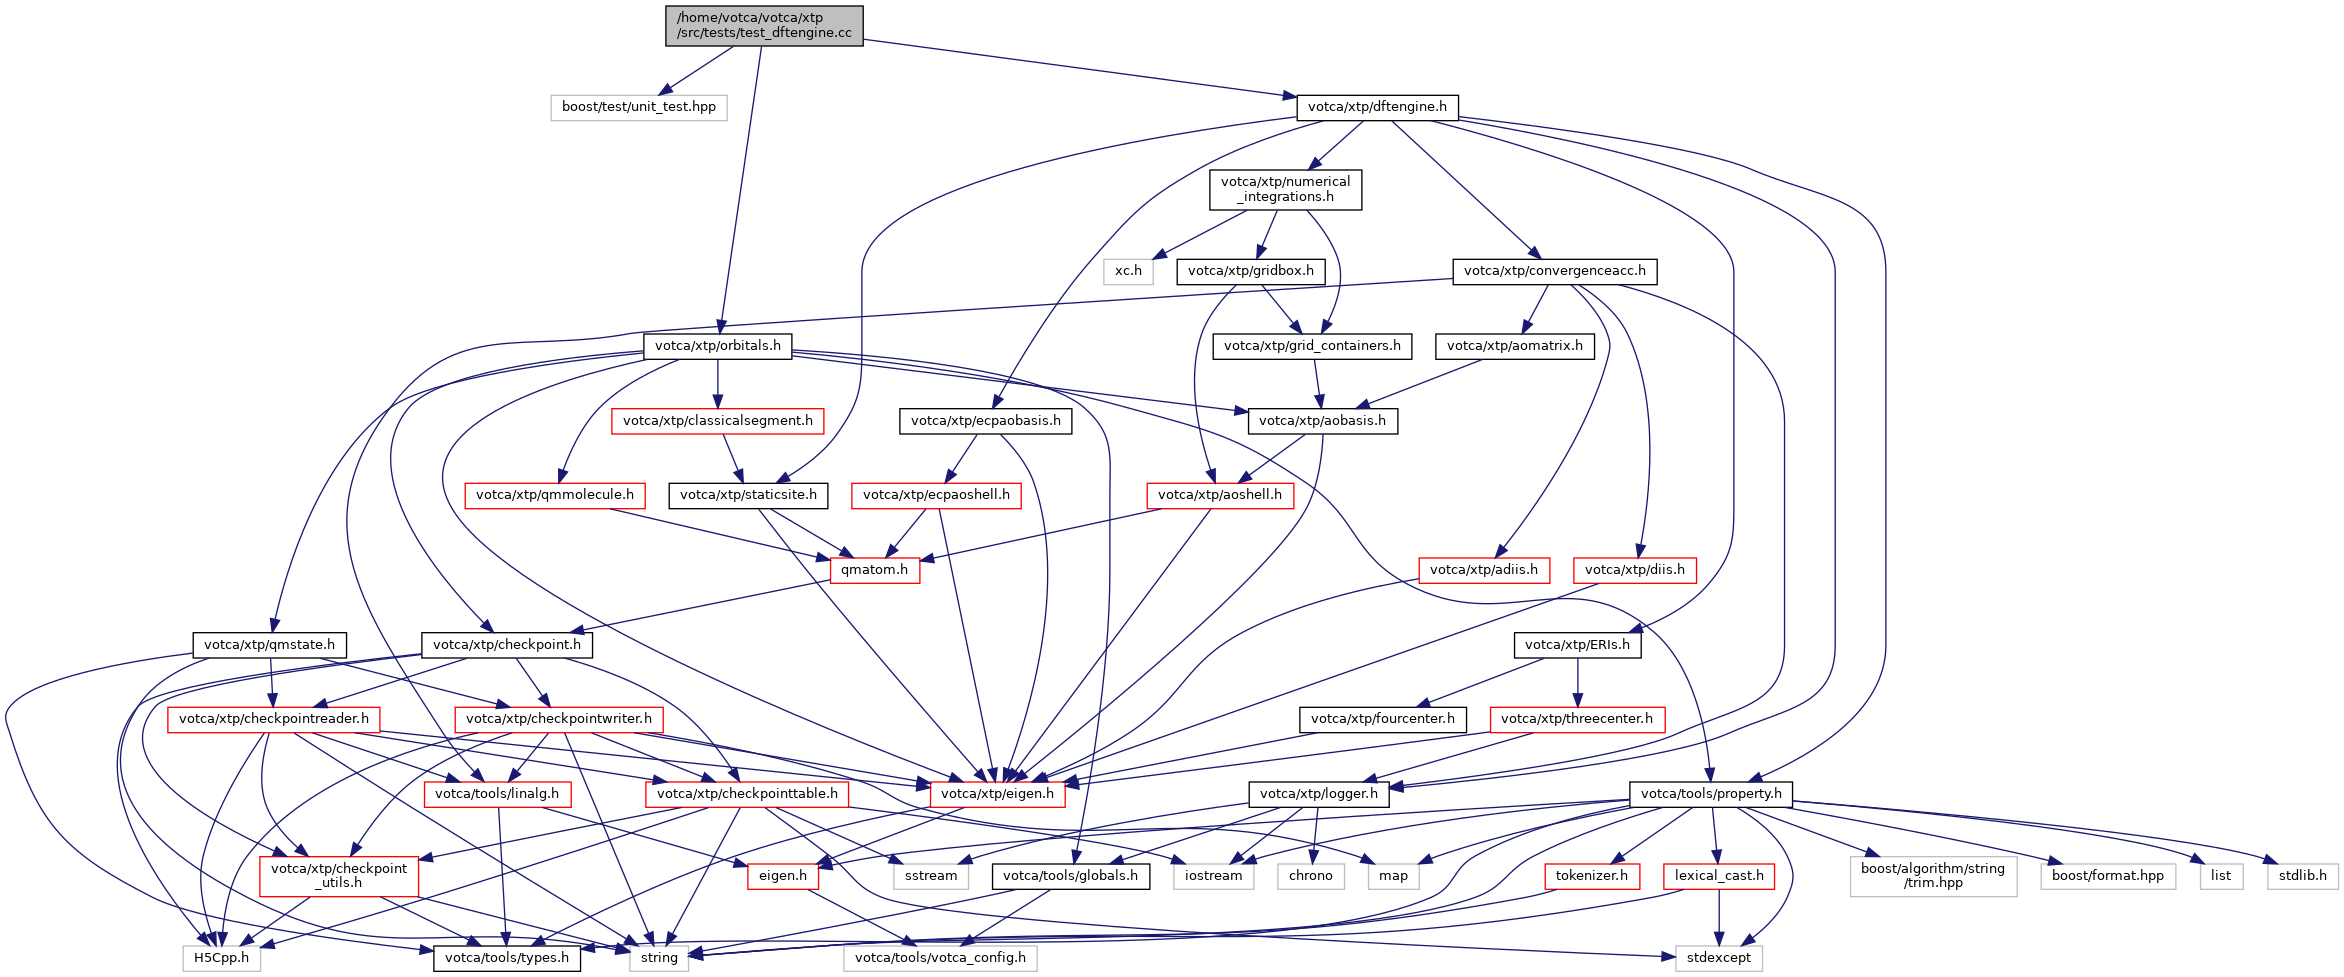 /home/votca/votca/xtp
/src/tests/test_dftengine.cc
boost/test/unit_test.hpp
votca/xtp/dftengine.h
votca/xtp/numerical
_integrations.h
xc.h
votca/xtp/gridbox.h
votca/xtp/convergenceacc.h
votca/xtp/orbitals.h
votca/xtp/grid_containers.h
votca/xtp/aomatrix.h
votca/xtp/classicalsegment.h
votca/xtp/ecpaobasis.h
votca/xtp/aobasis.h
votca/xtp/qmmolecule.h
votca/xtp/staticsite.h
votca/xtp/ecpaoshell.h
votca/xtp/aoshell.h
qmatom.h
votca/xtp/adiis.h
votca/xtp/diis.h
votca/xtp/qmstate.h
votca/xtp/checkpoint.h
votca/xtp/ERIs.h
votca/xtp/checkpointreader.h
votca/xtp/checkpointwriter.h
votca/xtp/fourcenter.h
votca/xtp/threecenter.h
votca/tools/linalg.h
votca/xtp/checkpointtable.h
votca/xtp/eigen.h
votca/xtp/logger.h
votca/tools/property.h
votca/xtp/checkpoint
_utils.h
eigen.h
sstream
votca/tools/globals.h
iostream
chrono
map
tokenizer.h
lexical_cast.h
boost/algorithm/string
/trim.hpp
boost/format.hpp
list
stdlib.h
H5Cpp.h
votca/tools/types.h
string
votca/tools/votca_config.h
stdexcept